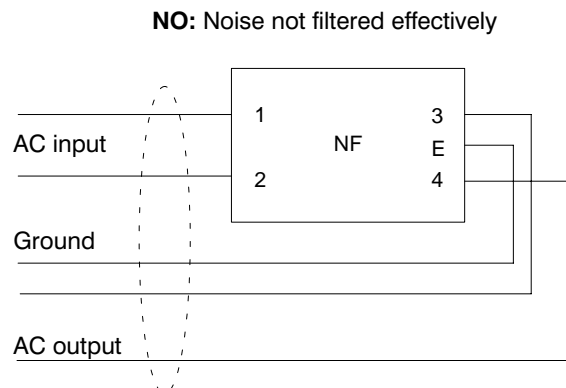 NO: Noise not filtered effectively
1
3
AC input
NF
E
2
4
Ground
AC output